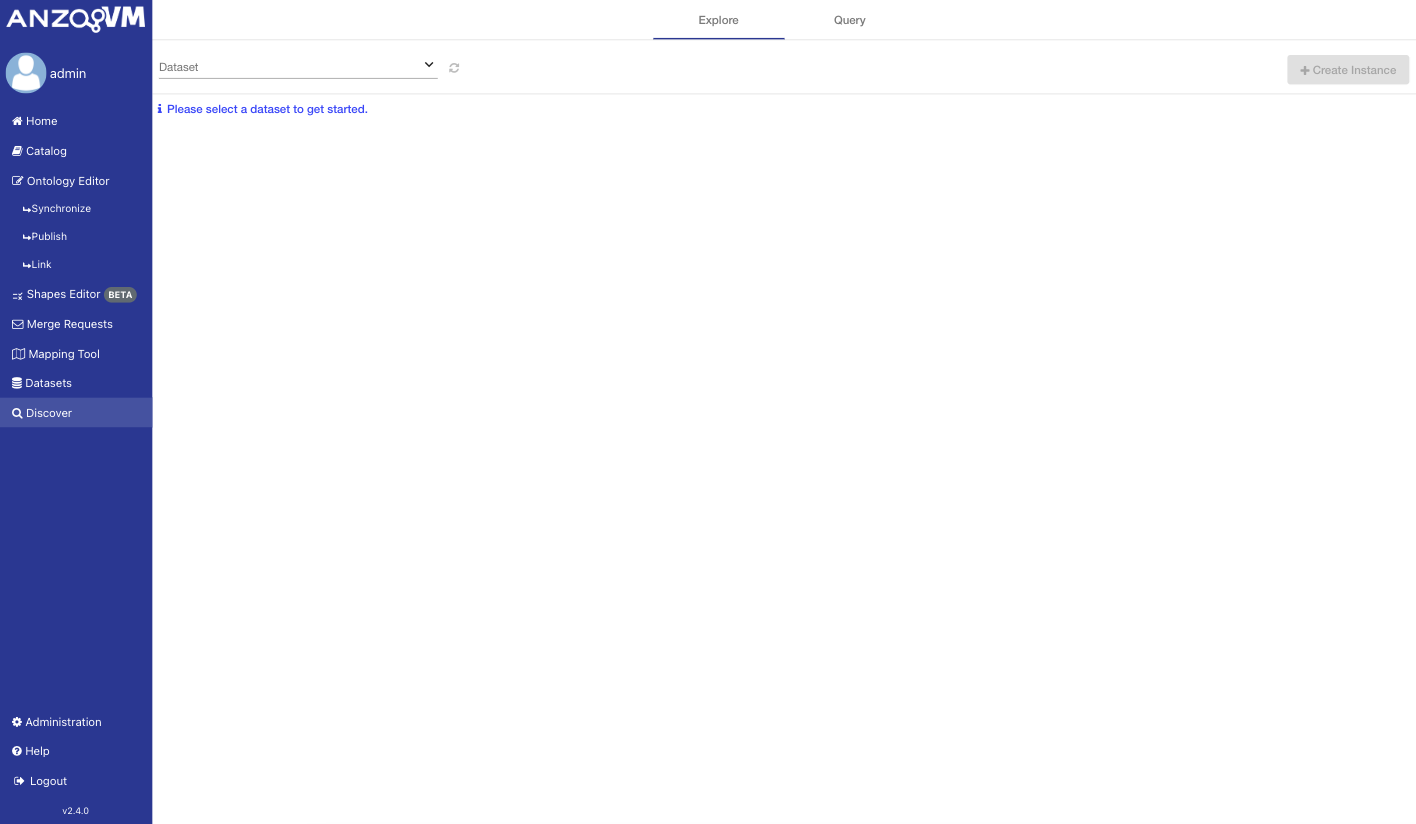 ANZOVM
admin
Home
Catalog
Ontology Editor
Synchronize
Publish
Link
Shapes Editor BETA
Merge Requests
Mapping Tool
Datasets
Discover
Administration
Help
Logout
v2.4.0
Explore
Query
Dataset
Create Instance
Please select a dataset to get started.